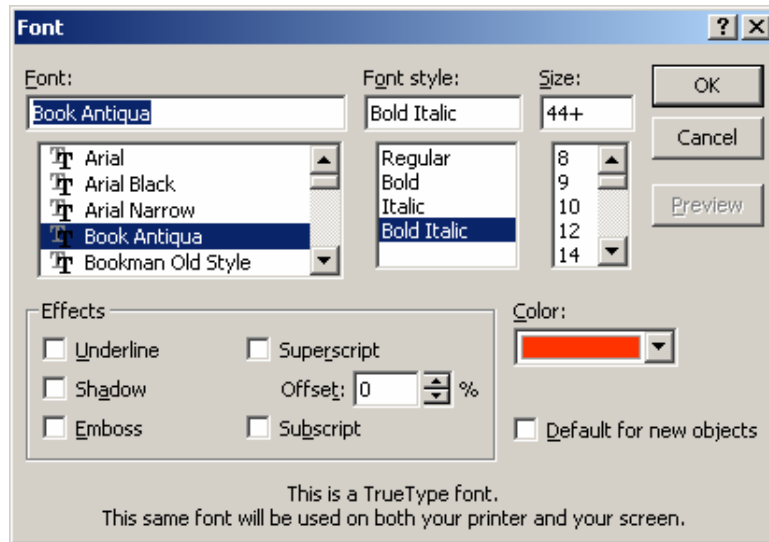 Font
Font: Font style: Size:
Book Antiqua Bold Italic 44+ OK
Cancel
Arial Regular 8
Arial Black Bold 9
Arial Narrow Italic 10 Preview
Book Antiqua Bold Italic 12
Bookman Old Style 14
Effects Color:
Underline Superscript
Shadow Offset: 0 %
Emboss Subscript Default for new objects
This is a TrueType font.
This same font will be used on both your printer and your screen.